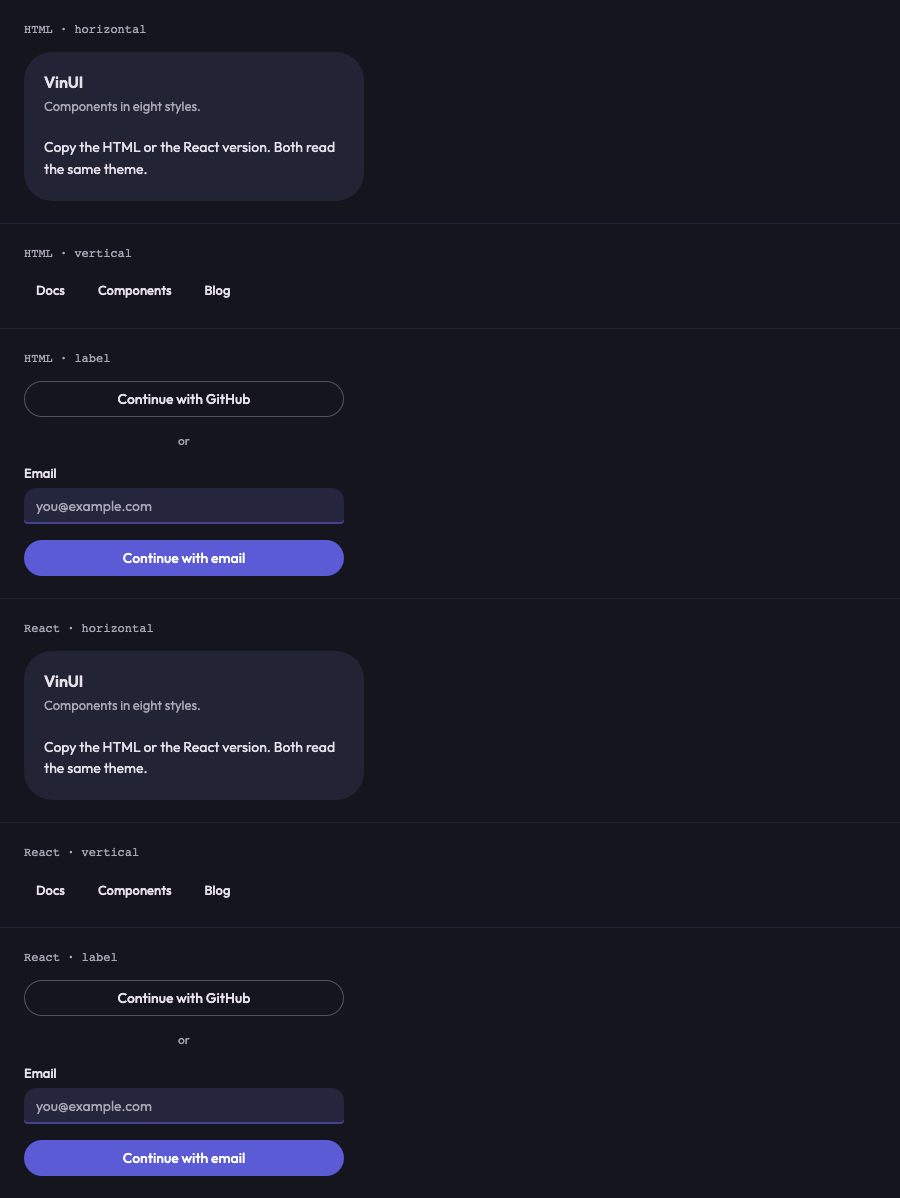 HTML • horizontal
VinUI
Components in eight styles.
Copy the HTML or the React version. Both read
the same theme.
HTML • vertical
Docs Components Blog
HTML • label
Continue with GitHub
or
Email
you@example.com
Continue with email
React • horizontal
VinUI
Components in eight styles.
Copy the HTML or the React version. Both read
the same theme.
React • vertical
Docs Components Blog
React • label
Continue with GitHub
or
Email
you@example.com
Continue with email